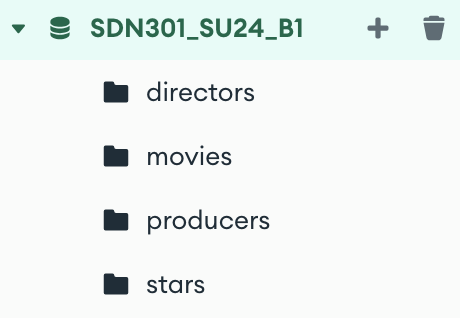 SDN301_SU24_B1
directors
movies
producers
stars